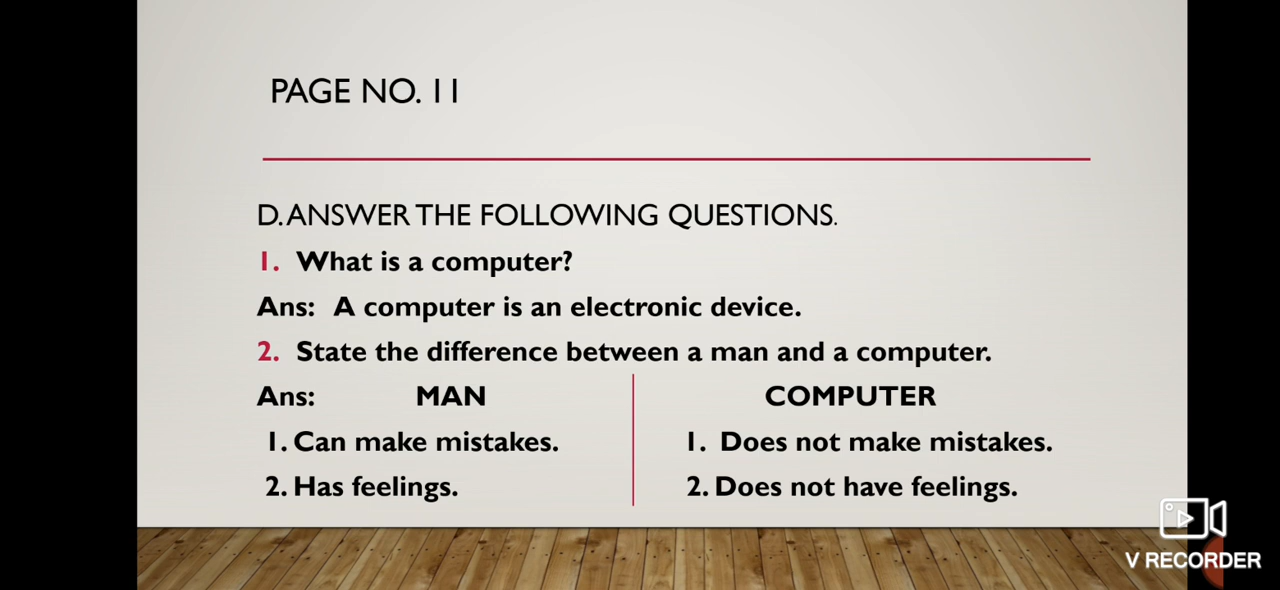 PAGE NO. 11
D. ANSWER THE FOLLOWING QUESTIONS.
1. What is a computer?
Ans: A computer is an electronic device.
2. State the difference between a man and a computer.
Ans: MAN COMPUTER
1. Can make mistakes. 1. Does not make mistakes.
2. Has feelings. 2. Does not have feelings.
V RECORDER